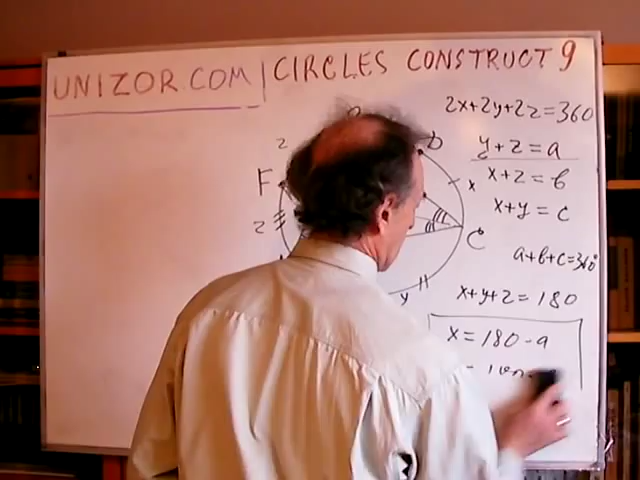 UNIZOR.COM | CIRCLES CONSTRUCT 9
2x+2y+2z=360
y+z=a
x+z=b
x+y=c
a+b+c=360°
x+y+z=180
x=180-a
z
D
F
x
z
C
y